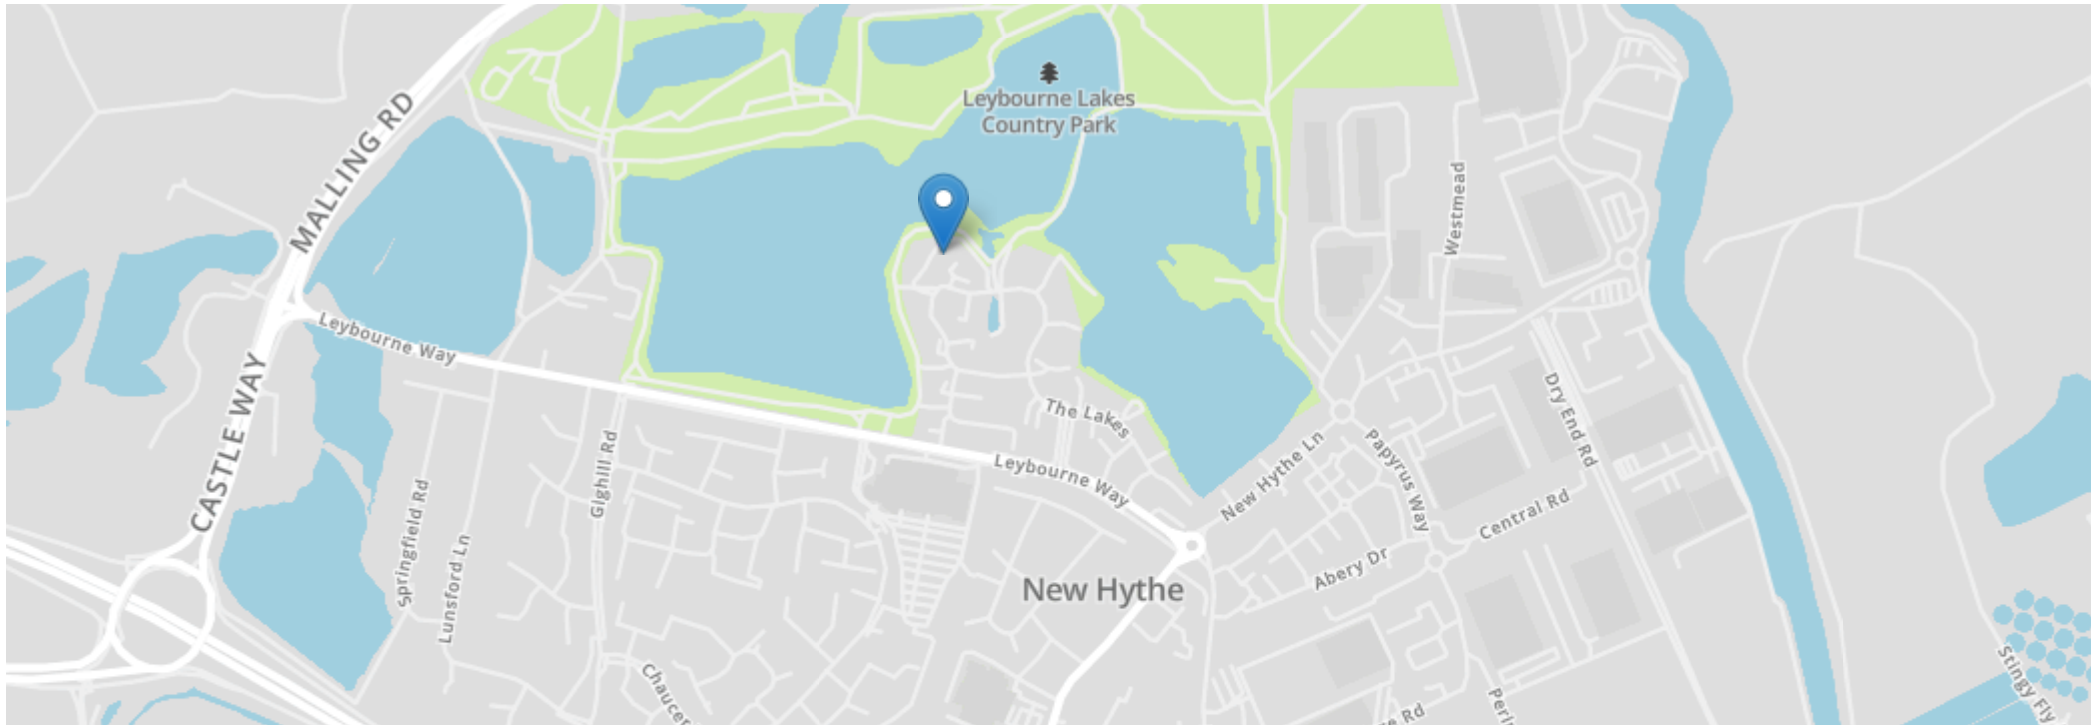 Leybourne Lakes
Country Park
MALLING RD
Westmead
Leybourne Way
CASTLE WAY
Dry End Rd
The Lakes
Gighill Rd
Leybourne Way
New Hythe Ln
Papyrus Way
Springfield Rd
Central Rd
Lunsford Ln
Abery Dr
New Hythe
Chaucer
Stingy Fly
Perl
e Rd